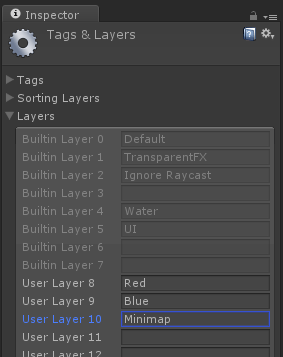 Inspector
Tags & Layers
Tags
Sorting Layers
Layers
Builtin Layer 0 Default
Builtin Layer 1 TransparentFX
Builtin Layer 2 Ignore Raycast
Builtin Layer 3
Builtin Layer 4 Water
Builtin Layer 5 UI
Builtin Layer 6
Builtin Layer 7
User Layer 8 Red
User Layer 9 Blue
User Layer 10 Minimap
User Layer 11
User Layer 12